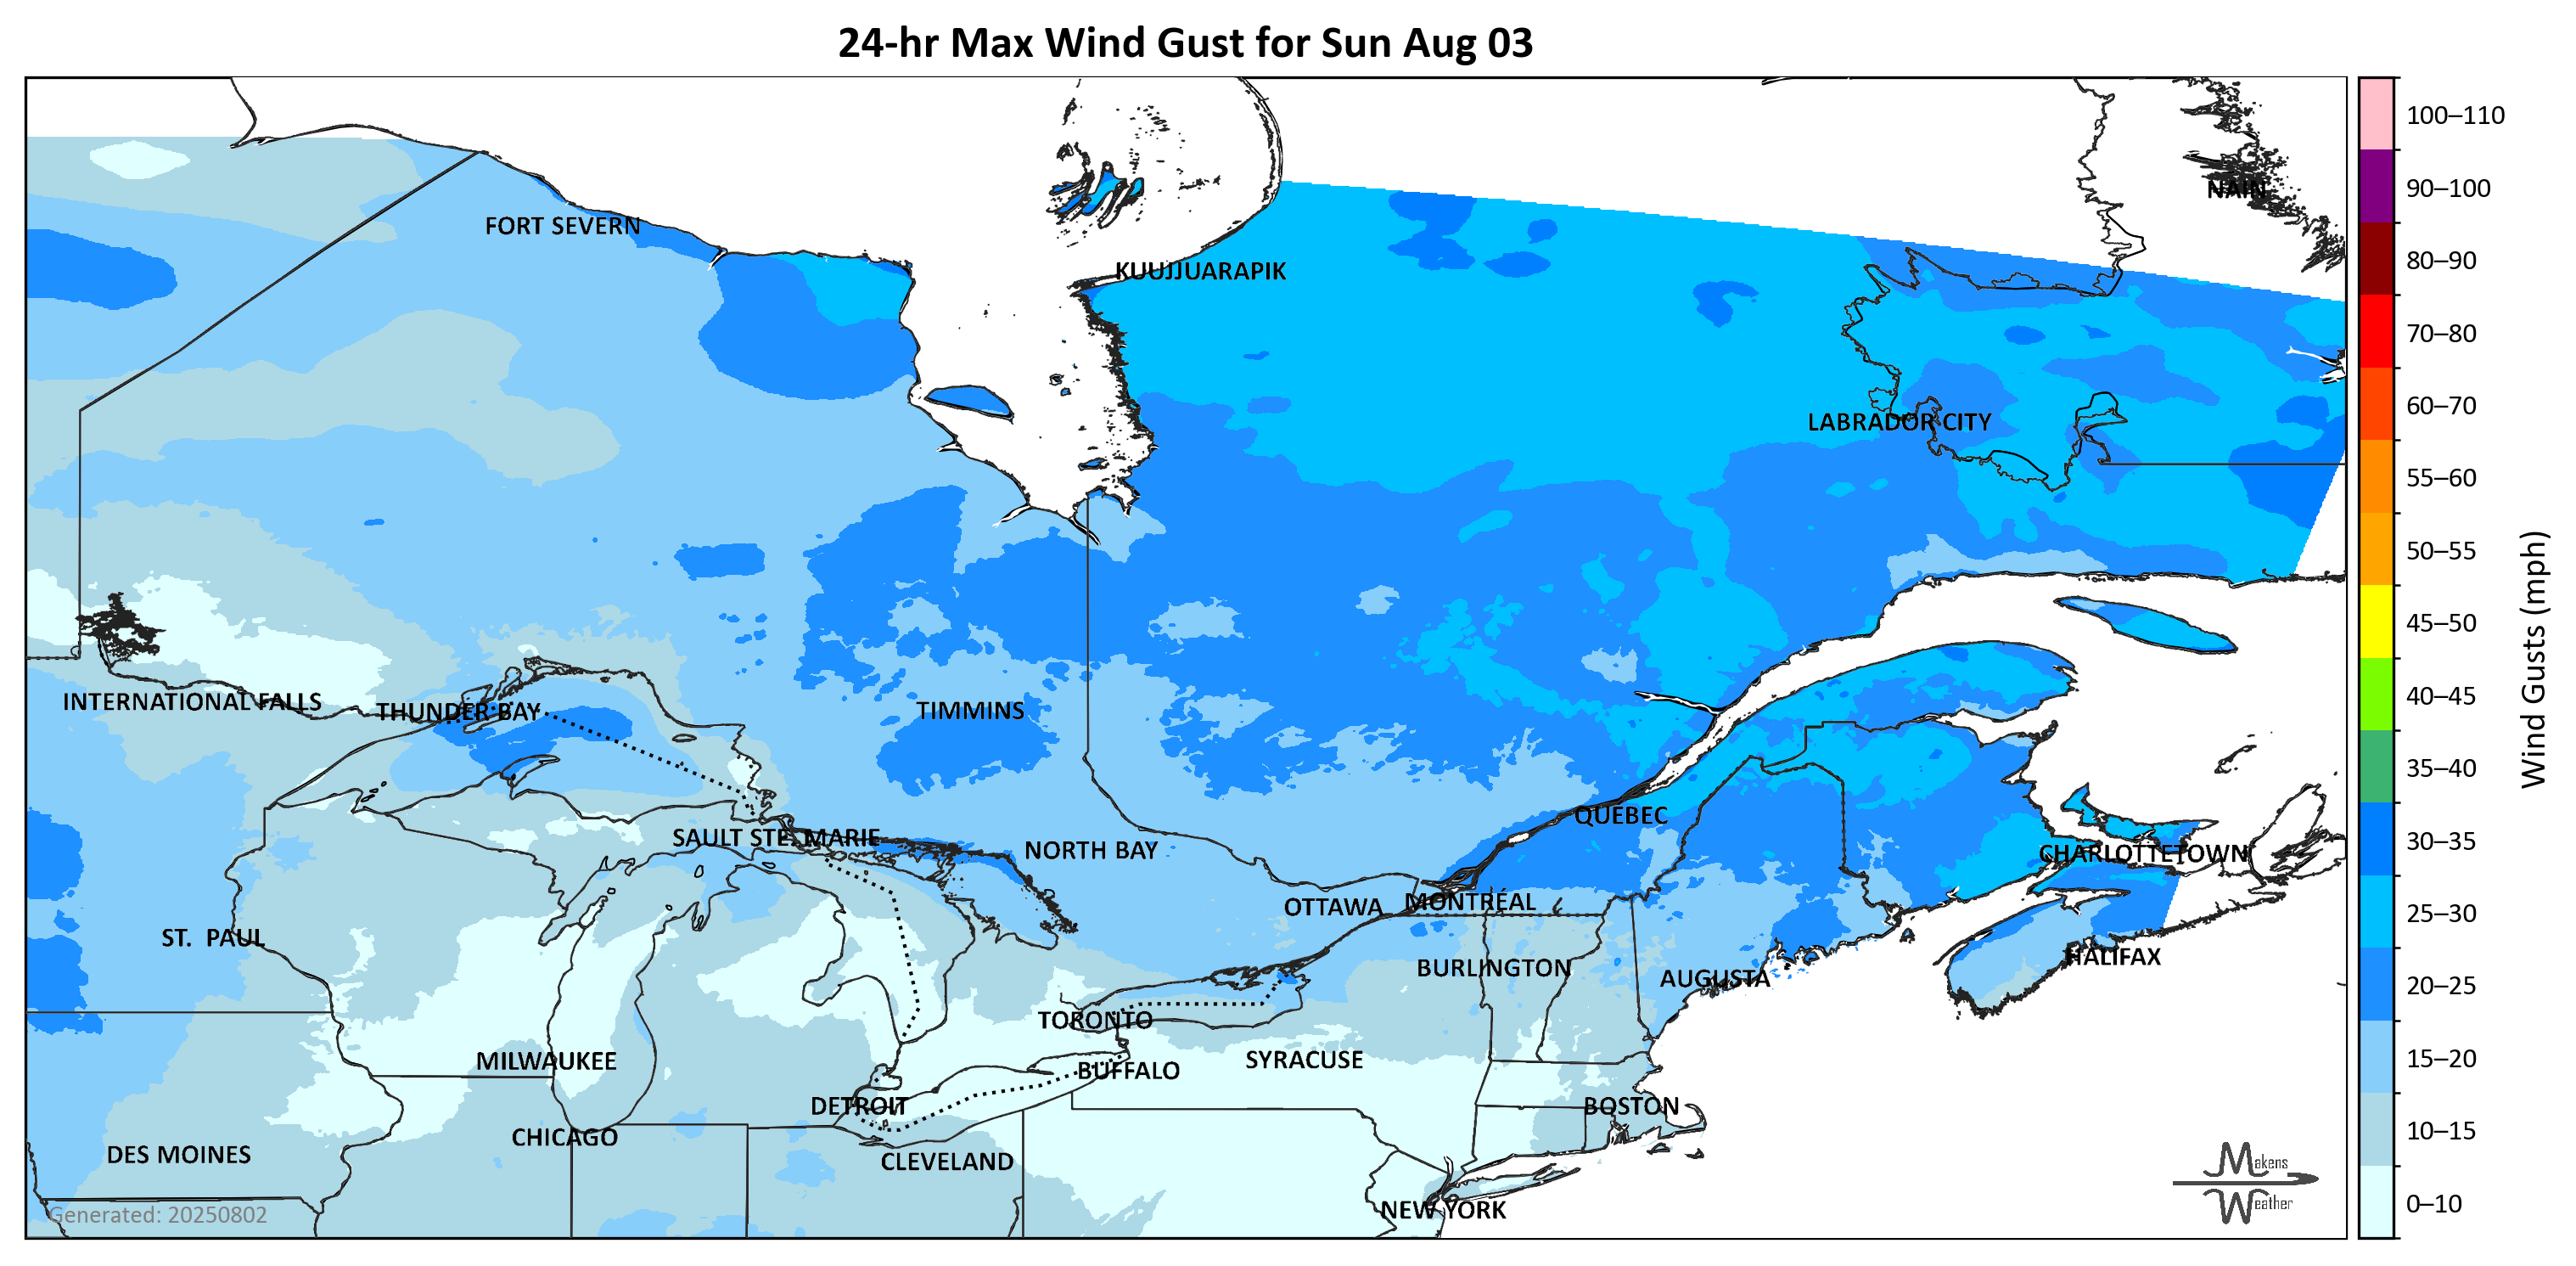 24-hr Max Wind Gust for Sun Aug 03
100–110
NAIN
90–100
FORT SEVERN
80–90
KUUJJUARAPIK
70–80
60–70
LABRADOR CITY
55–60
50–55
45–50
Wind Gusts (mph)
INTERNATIONAL FALLS
THUNDER BAY
TIMMINS
40–45
35–40
QUEBEC
SAULT STE. MARIE
NORTH BAY
CHARLOTTETOWN
30–35
OTTAWA
MONTRÉAL
25–30
ST. PAUL
BURLINGTON
AUGUSTA
HALIFAX
20–25
TORONTO
MILWAUKEE
BUFFALO
SYRACUSE
15–20
DETROIT
BOSTON
CHICAGO
10–15
DES MOINES
CLEVELAND
Makens
Weather
NEW YORK
0–10
Generated: 20250802